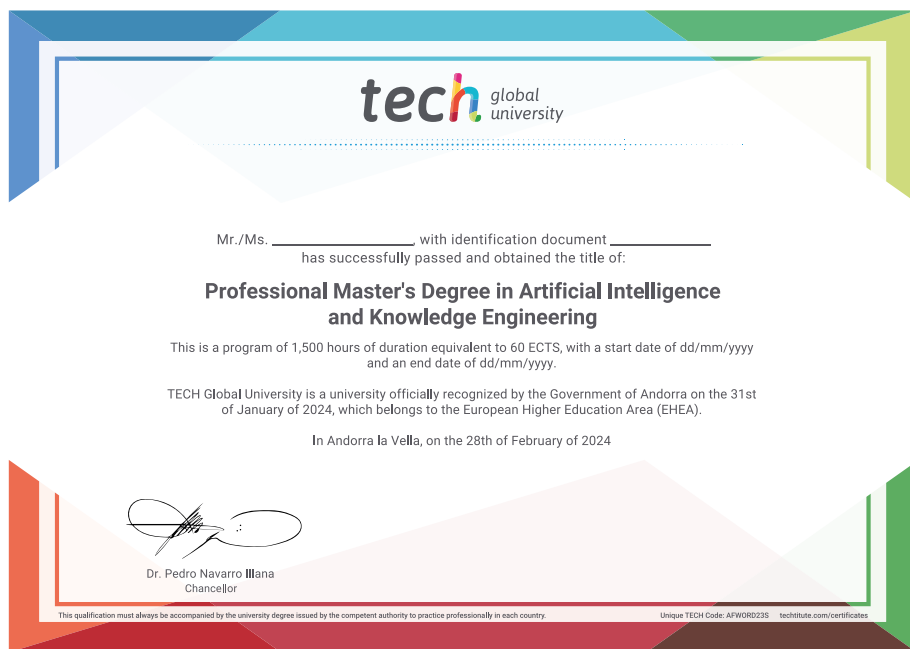 tech global
university
Mr./Ms. ____________, with identification document ____________
has successfully passed and obtained the title of:
Professional Master's Degree in Artificial Intelligence
and Knowledge Engineering
This is a program of 1,500 hours of duration equivalent to 60 ECTS, with a start date of dd/mm/yyyy
and an end date of dd/mm/yyyy.
TECH Global University is a university officially recognized by the Government of Andorra on the 31st
of January of 2024, which belongs to the European Higher Education Area (EHEA).
In Andorra la Vella, on the 28th of February of 2024
Dr. Pedro Navarro Illana
Chancellor
This qualification must always be accompanied by the university degree issued by the competent authority to practice professionally in each country.
Unique TECH Code: AFWORD23S techtitute.com/certificates